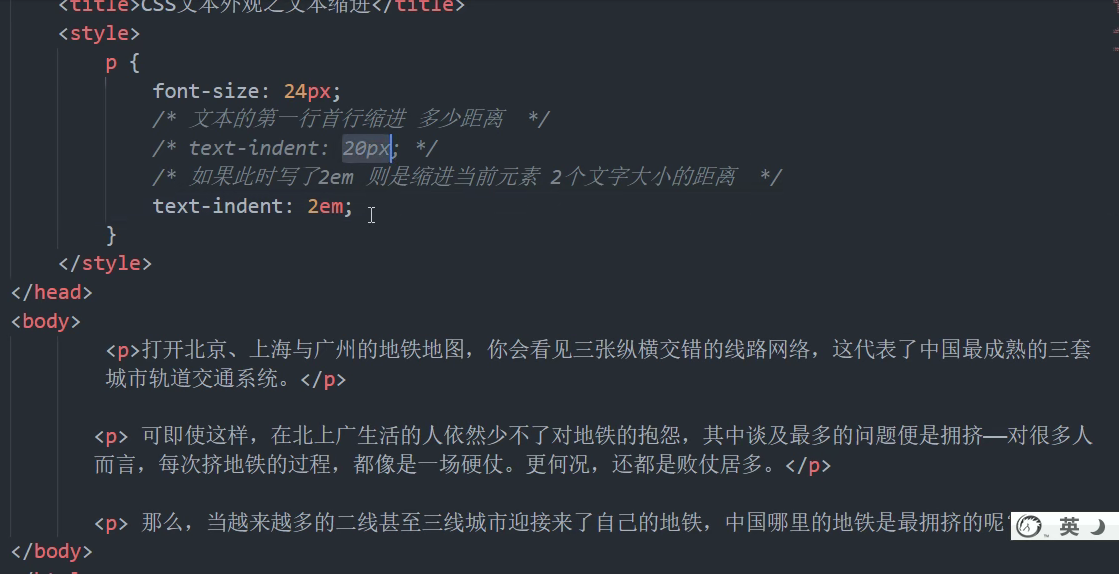 <title>CSS文本外观之文本缩进</title>
<style>
p {
font-size: 24px;
/* 文本的第一行首行缩进 多少距离  */
/* text-indent: 20px; */
/* 如果此时写了2em 则是缩进当前元素 2个文字大小的距离  */
text-indent: 2em;
}
</style>
</head>
<body>
<p>打开北京、上海与广州的地铁地图，你会看见三张纵横交错的线路网络，这代表了中国最成熟的三套
城市轨道交通系统。</p>
<p> 可即使这样，在北上广生活的人依然少不了对地铁的抱怨，其中谈及最多的问题便是拥挤——对很多人
而言，每次挤地铁的过程，都像是一场硬仗。更何况，还都是败仗居多。</p>
<p> 那么，当越来越多的二线甚至三线城市迎接来了自己的地铁，中国哪里的地铁是最拥挤的呢
英
</body>